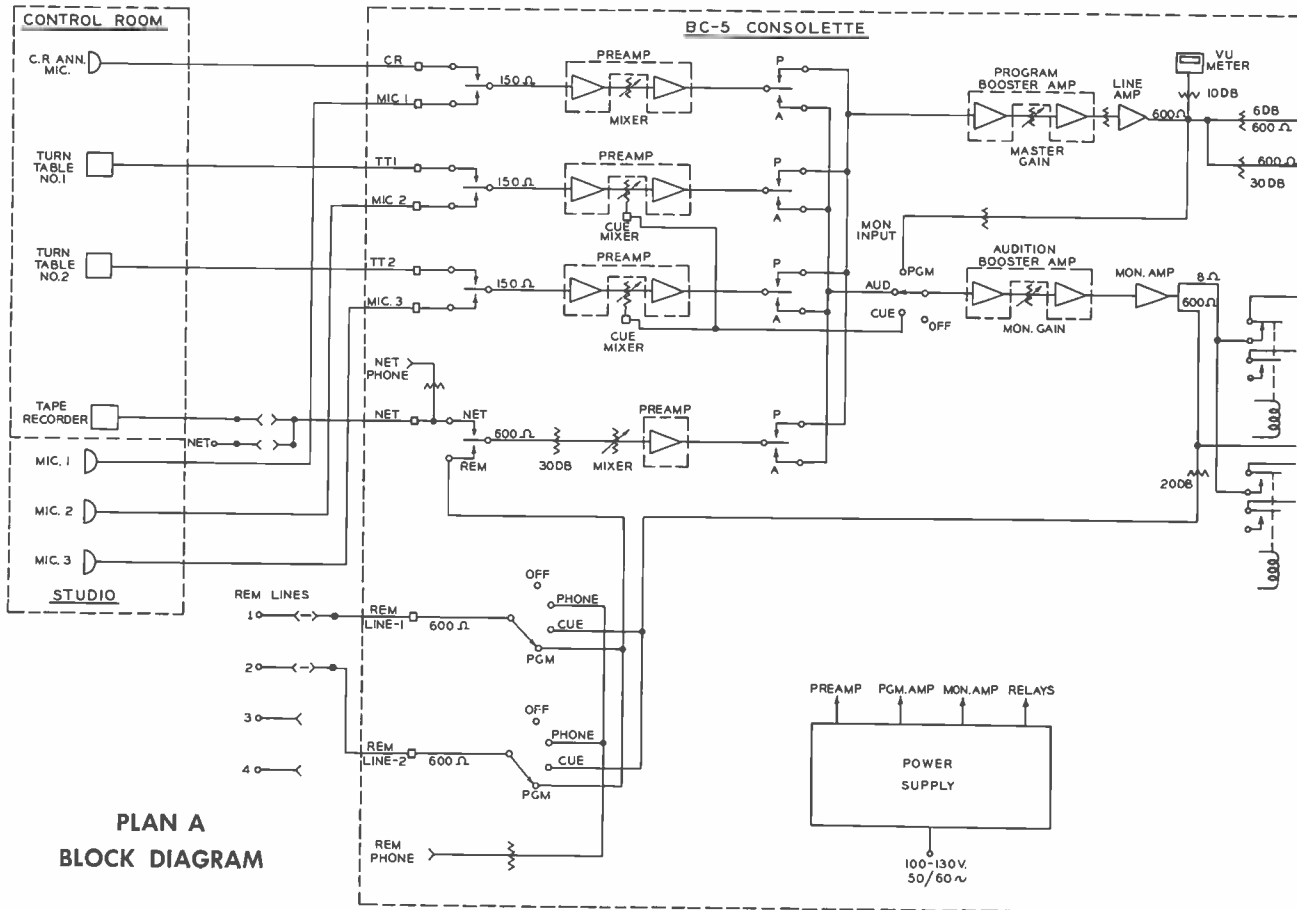 CONTROL ROOM
BC-5 CONSOLETTE
C.R. ANN.
MIC.
CR
MIC. 1
150 Ω
PREAMP
MIXER
P
A
PROGRAM
BOOSTER AMP
MASTER
GAIN
LINE
AMP
600 Ω
VU
METER
10DB
6DB
600 Ω
600 Ω
30DB
TURN
TABLE
NO.1
TT1
MIC 2
150 Ω
PREAMP
CUE
MIXER
P
A
MON
INPUT
TURN
TABLE
NO.2
TT2
MIC. 3
150 Ω
PREAMP
CUE
MIXER
P
A
PGM
AUD
CUE
OFF
AUDITION
BOOSTER AMP
MON. GAIN
MON. AMP
8 Ω
600 Ω
NET
PHONE
TAPE
RECORDER
NET
NET
NET
REM
600 Ω
30DB
MIXER
PREAMP
P
A
20DB
MIC. 1
MIC. 2
MIC. 3
STUDIO
REM LINES
1
2
3
4
REM
LINE-1
600 Ω
OFF
PHONE
CUE
PGM
REM
LINE-2
600 Ω
OFF
PHONE
CUE
PGM
REM
PHONE
PREAMP PGM. AMP MON. AMP RELAYS
POWER
SUPPLY
100-130V.
50/60 ~
PLAN A
BLOCK DIAGRAM